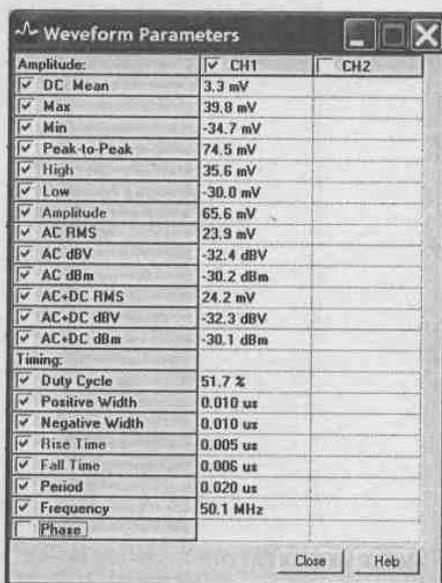 Waveform Parameters
Amplitude: CH1 CH2
DC Mean 3.3 mV
Max 39.8 mV
Min -34.7 mV
Peak-to-Peak 74.5 mV
High 35.6 mV
Low -30.0 mV
Amplitude 65.6 mV
AC RMS 23.9 mV
AC dBV -32.4 dBV
AC dBm -30.2 dBm
AC+DC RMS 24.2 mV
AC+DC dBV -32.3 dBV
AC+DC dBm -30.1 dBm
Timing:
Duty Cycle 51.7 %
Positive Width 0.010 us
Negative Width 0.010 us
Rise Time 0.005 us
Fall Time 0.006 us
Period 0.020 us
Frequency 50.1 MHz
Phase
Close Help